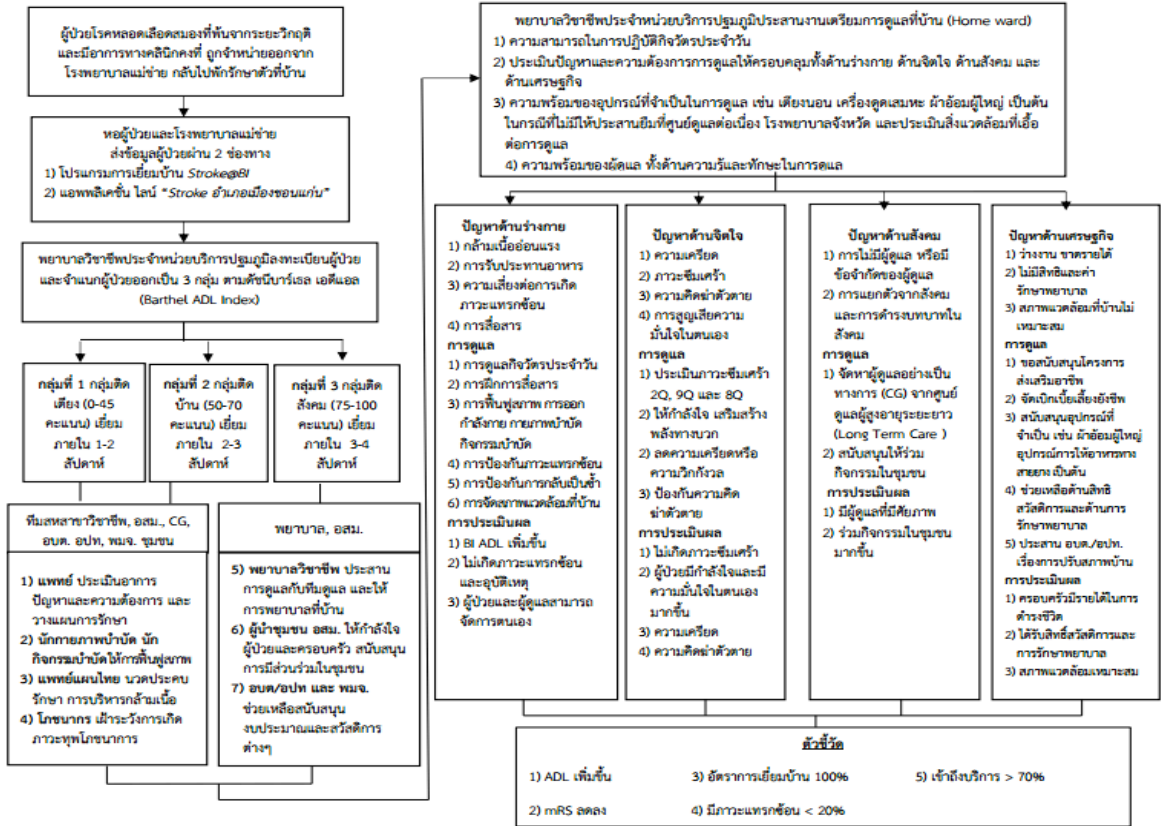 ผู้ป่วยโรคหลอดเลือดสมองที่พ้นจากระยะวิกฤติ
และมีอาการทางคลินิกคงที่ ถูกจำหน่ายออกจาก
โรงพยาบาลแม่ข่าย กลับไปพักรักษาตัวที่บ้าน
หอผู้ป่วยและโรงพยาบาลแม่ข่าย
ส่งข้อมูลผู้ป่วยผ่าน 2 ช่องทาง
1) โปรแกรมการเยี่ยมบ้าน Stroke@BI
2) แอพพลิเคชั่น ไลน์ "Stroke อำเภอเมืองขอนแก่น"
พยาบาลวิชาชีพประจำหน่วยบริการปฐมภูมิลงทะเบียนผู้ป่วย
และจำแนกผู้ป่วยออกเป็น 3 กลุ่ม ตามดัชนีบาร์เธล เอดีแอล
(Barthel ADL Index)
กลุ่มที่ 1 กลุ่มติด
เตียง (0-45
คะแนน) เยี่ยม
ภายใน 1-2
สัปดาห์
กลุ่มที่ 2 กลุ่มติด
บ้าน (50-70
คะแนน) เยี่ยม
ภายใน 2-3
สัปดาห์
กลุ่มที่ 3 กลุ่มติด
สังคม (75-100
คะแนน) เยี่ยม
ภายใน 3-4
สัปดาห์
ทีมสหสาขาวิชาชีพ, อสม., CG,
อบต. อปท, พมจ. ชุมชน
พยาบาล, อสม.
1) แพทย์ ประเมินอาการ
ปัญหาและความต้องการ และ
วางแผนการรักษา
2) นักกายภาพบำบัด นัก
กิจกรรมบำบัดให้การฟื้นฟูสภาพ
3) แพทย์แผนไทย นวดประคบ
รักษา การบริหารกล้ามเนื้อ
4) โภชนากร เฝ้าระวังการเกิด
ภาวะทุพโภชนาการ
5) พยาบาลวิชาชีพ ประสาน
การดูแลกับทีมดูแล และให้
การพยาบาลที่บ้าน
6) ผู้นำชุมชน อสม. ให้กำลังใจ
ผู้ป่วยและครอบครัว สนับสนุน
การมีส่วนร่วมในชุมชน
7) อบต/อปท และ พมจ.
ช่วยเหลือสนับสนุน
งบประมาณและสวัสดิการ
ต่างๆ
พยาบาลวิชาชีพประจำหน่วยบริการปฐมภูมิประสานงานเตรียมการดูแลที่บ้าน (Home ward)
1) ความสามารถในการปฏิบัติกิจวัตรประจำวัน
2) ประเมินปัญหาและความต้องการการดูแลให้ครอบคลุมทั้งด้านร่างกาย ด้านจิตใจ ด้านสังคม และ
ด้านเศรษฐกิจ
3) ความพร้อมของอุปกรณ์ที่จำเป็นในการดูแล เช่น เตียงนอน เครื่องดูดเสมหะ ผ้าอ้อมผู้ใหญ่ เป็นต้น
ในกรณีที่ไม่มีให้ประสานยืมที่ศูนย์ดูแลต่อเนื่อง โรงพยาบาลจังหวัด และประเมินสิ่งแวดล้อมที่เอื้อ
ต่อการดูแล
4) ความพร้อมของผู้ดูแล ทั้งด้านความรู้และทักษะในการดูแล
ปัญหาด้านร่างกาย
1) กล้ามเนื้ออ่อนแรง
2) การรับประทานอาหาร
3) ความเสี่ยงต่อการเกิด
ภาวะแทรกซ้อน
4) การสื่อสาร
การดูแล
1) การดูแลกิจวัตรประจำวัน
2) การฝึกการสื่อสาร
3) การฟื้นฟูสภาพ การออก
กำลังกาย กายภาพบำบัด
กิจกรรมบำบัด
4) การป้องกันภาวะแทรกซ้อน
5) การป้องกันการกลับเป็นซ้ำ
6) การจัดสภาพแวดล้อมที่บ้าน
การประเมินผล
1) BI ADL เพิ่มขึ้น
2) ไม่เกิดภาวะแทรกซ้อน
และอุบัติเหตุ
3) ผู้ป่วยและผู้ดูแลสามารถ
จัดการตนเอง
ปัญหาด้านจิตใจ
1) ความเครียด
2) ภาวะซึมเศร้า
3) ความคิดฆ่าตัวตาย
4) การสูญเสียความ
มั่นใจในตนเอง
การดูแล
1) ประเมินภาวะซึมเศร้า
2Q, 9Q และ 8Q
2) ให้กำลังใจ เสริมสร้าง
พลังทางบวก
2) ลดความเครียดหรือ
ความวิตกกังวล
3) ป้องกันความคิด
ฆ่าตัวตาย
การประเมินผล
1) ไม่เกิดภาวะซึมเศร้า
2) ผู้ป่วยมีกำลังใจและมี
ความมั่นใจในตนเอง
มากขึ้น
3) ความเครียด
4) ความคิดฆ่าตัวตาย
ปัญหาด้านสังคม
1) การไม่มีผู้ดูแล หรือมี
ข้อจำกัดของผู้ดูแล
2) การแยกตัวจากสังคม
และการดำรงบทบาทใน
สังคม
การดูแล
1) จัดหาผู้ดูแลอย่างเป็น
ทางการ (CG) จากศูนย์
ดูแลผู้สูงอายุระยะยาว
(Long Term Care )
2) สนับสนุนให้ร่วม
กิจกรรมในชุมชน
การประเมินผล
1) มีผู้ดูแลที่มีศักยภาพ
2) ร่วมกิจกรรมในชุมชน
มากขึ้น
ปัญหาด้านเศรษฐกิจ
1) ว่างงาน ขาดรายได้
2) ไม่มีสิทธิและค่า
รักษาพยาบาล
3) สภาพแวดล้อมที่บ้านไม่
เหมาะสม
การดูแล
1) ขอสนับสนุนโครงการ
ส่งเสริมอาชีพ
2) จัดเบิกเบี้ยเลี้ยงยังชีพ
3) สนับสนุนอุปกรณ์ที่
จำเป็น เช่น ผ้าอ้อมผู้ใหญ่
อุปกรณ์การให้อาหารทาง
สายยาง เป็นต้น
4) ช่วยเหลือด้านสิทธิ
สวัสดิการและด้านการ
รักษาพยาบาล
5) ประสาน อบต./อปท.
เรื่องการปรับสภาพบ้าน
การประเมินผล
1) ครอบครัวมีรายได้ในการ
ดำรงชีวิต
2) ได้รับสิทธิ์สวัสดิการและ
การรักษาพยาบาล
3) สภาพแวดล้อมเหมาะสม
ตัวชี้วัด
1) ADL เพิ่มขึ้น 3) อัตราการเยี่ยมบ้าน 100% 5) เข้าถึงบริการ > 70%
2) mRS ลดลง 4) มีภาวะแทรกซ้อน < 20%